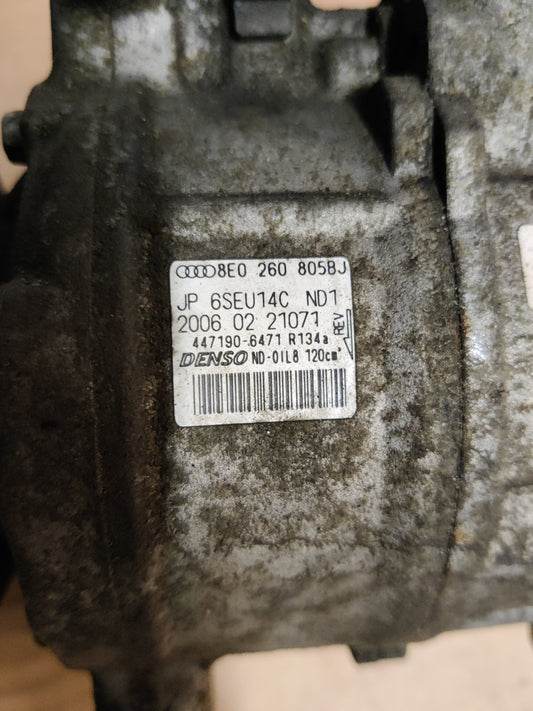 8E0 260 805BJ
JP 6SEU14C ND1
2006 02 21071
REV
447190-6471 R134a
DENSO ND-OIL8 120cm³